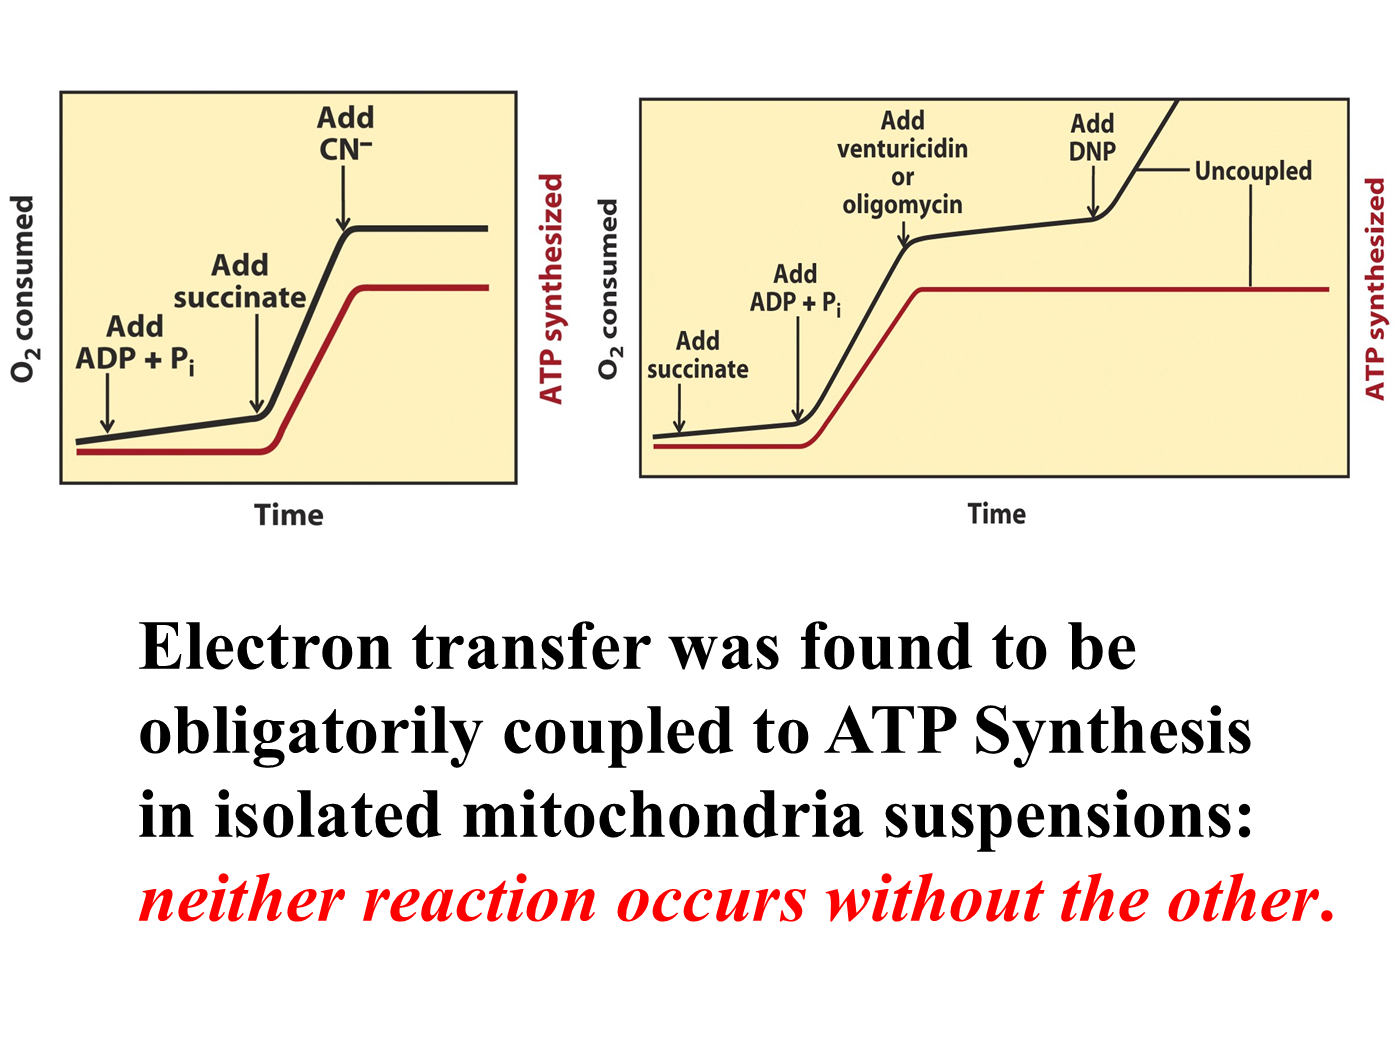 O₂ consumed
Add
CN⁻
Add
succinate
Add
ADP + Pᵢ
ATP synthesized
Time
O₂ consumed
Add
venturicidin
or
oligomycin
Add
DNP
Uncoupled
Add
ADP + Pᵢ
Add
succinate
ATP synthesized
Time
Electron transfer was found to be
obligatorily coupled to ATP Synthesis
in isolated mitochondria suspensions:
neither reaction occurs without the other.